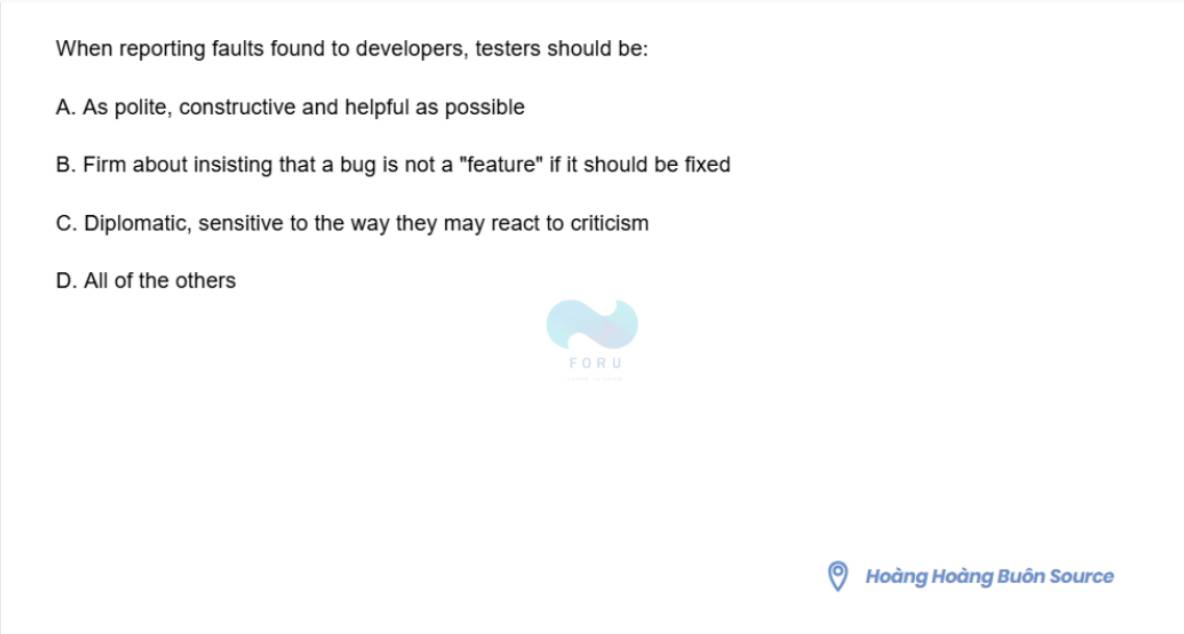 When reporting faults found to developers, testers should be:
A. As polite, constructive and helpful as possible
B. Firm about insisting that a bug is not a "feature" if it should be fixed
C. Diplomatic, sensitive to the way they may react to criticism
D. All of the others
FORU
Hoàng Hoàng Buôn Source